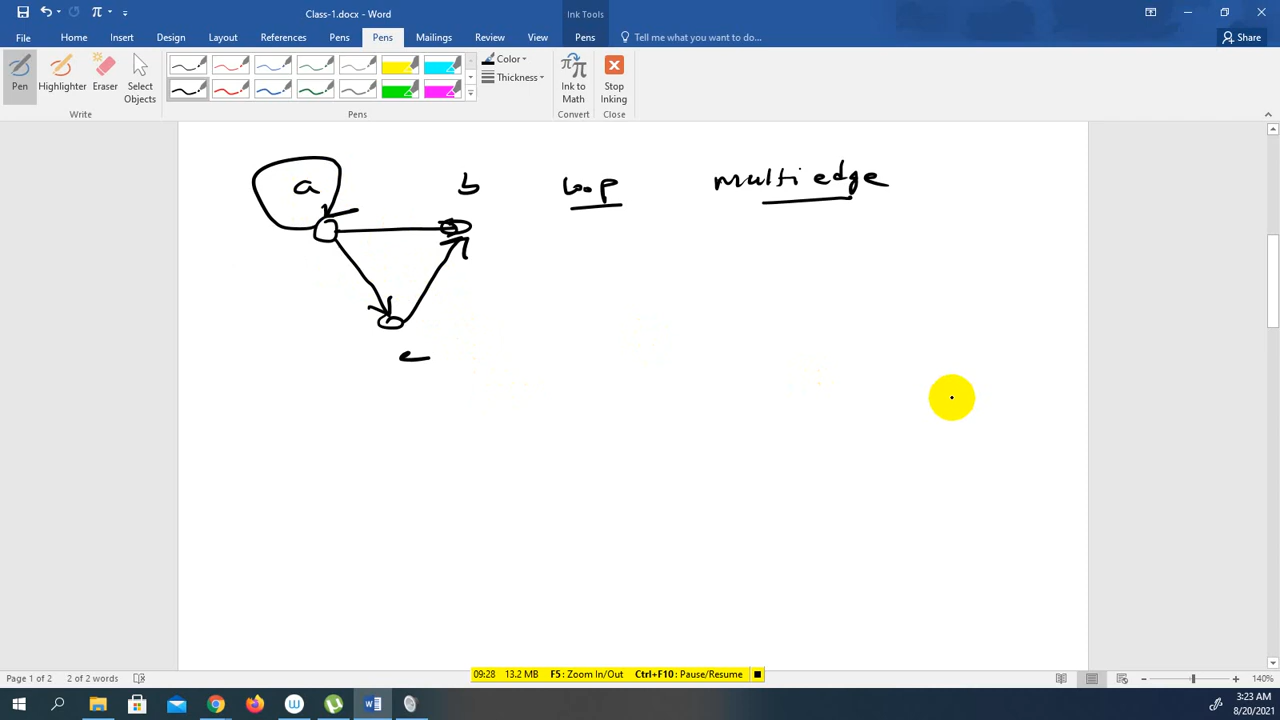 Class-1.docx - Word
Ink Tools
File Home Insert Design Layout References Pens Pens Mailings Review View Pens Tell me what you want to do... Share
Pen Highlighter Eraser Select Objects Color Thickness Ink to Math Stop Inking
Write Pens Convert Close
a b loop multi edge
Page 1 of 2 2 of 2 words 140%
09:28 13.2 MB F5: Zoom In/Out Ctrl+F10: Pause/Resume
3:23 AM
8/20/2021